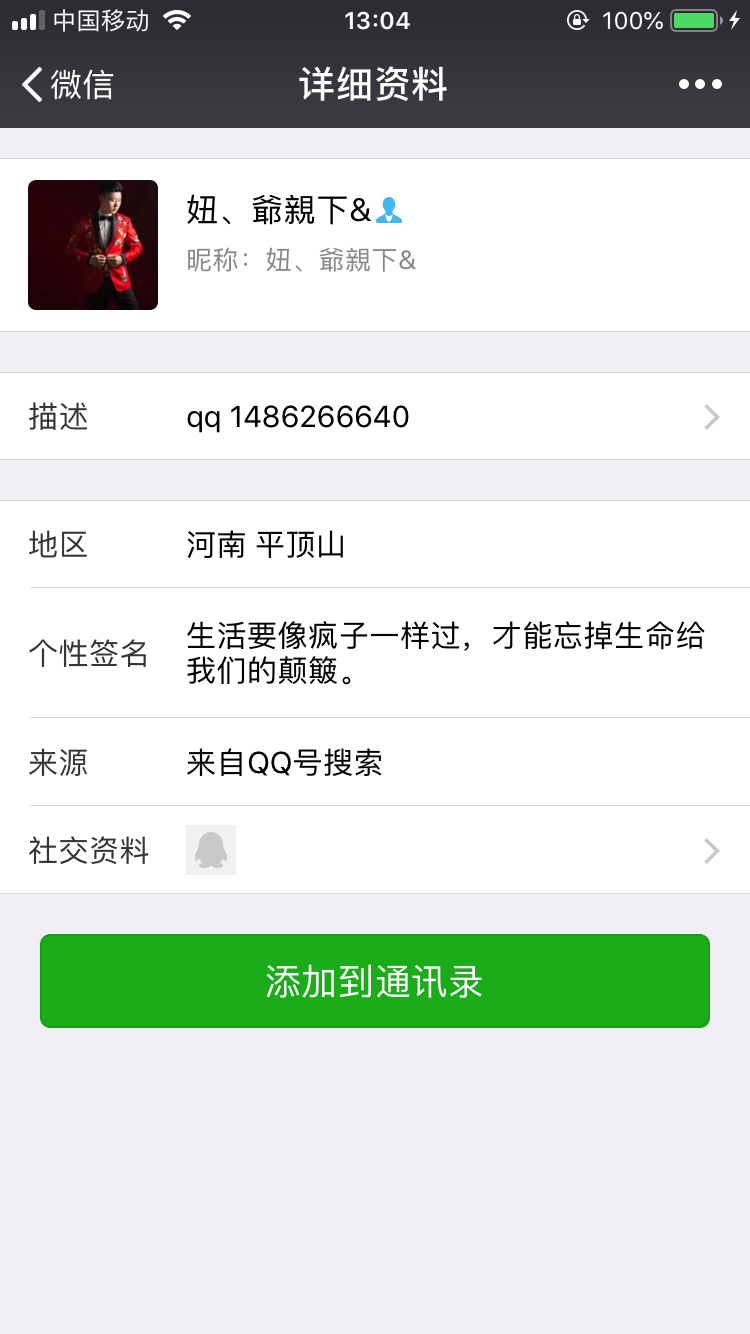 中国移动 13:04 100%
微信 详细资料
妞、爺親下&
昵称：妞、爺親下&
描述 qq 1486266640
地区 河南 平顶山
个性签名 生活要像疯子一样过，才能忘掉生命给
我们的颠簸。
来源 来自QQ号搜索
社交资料
添加到通讯录